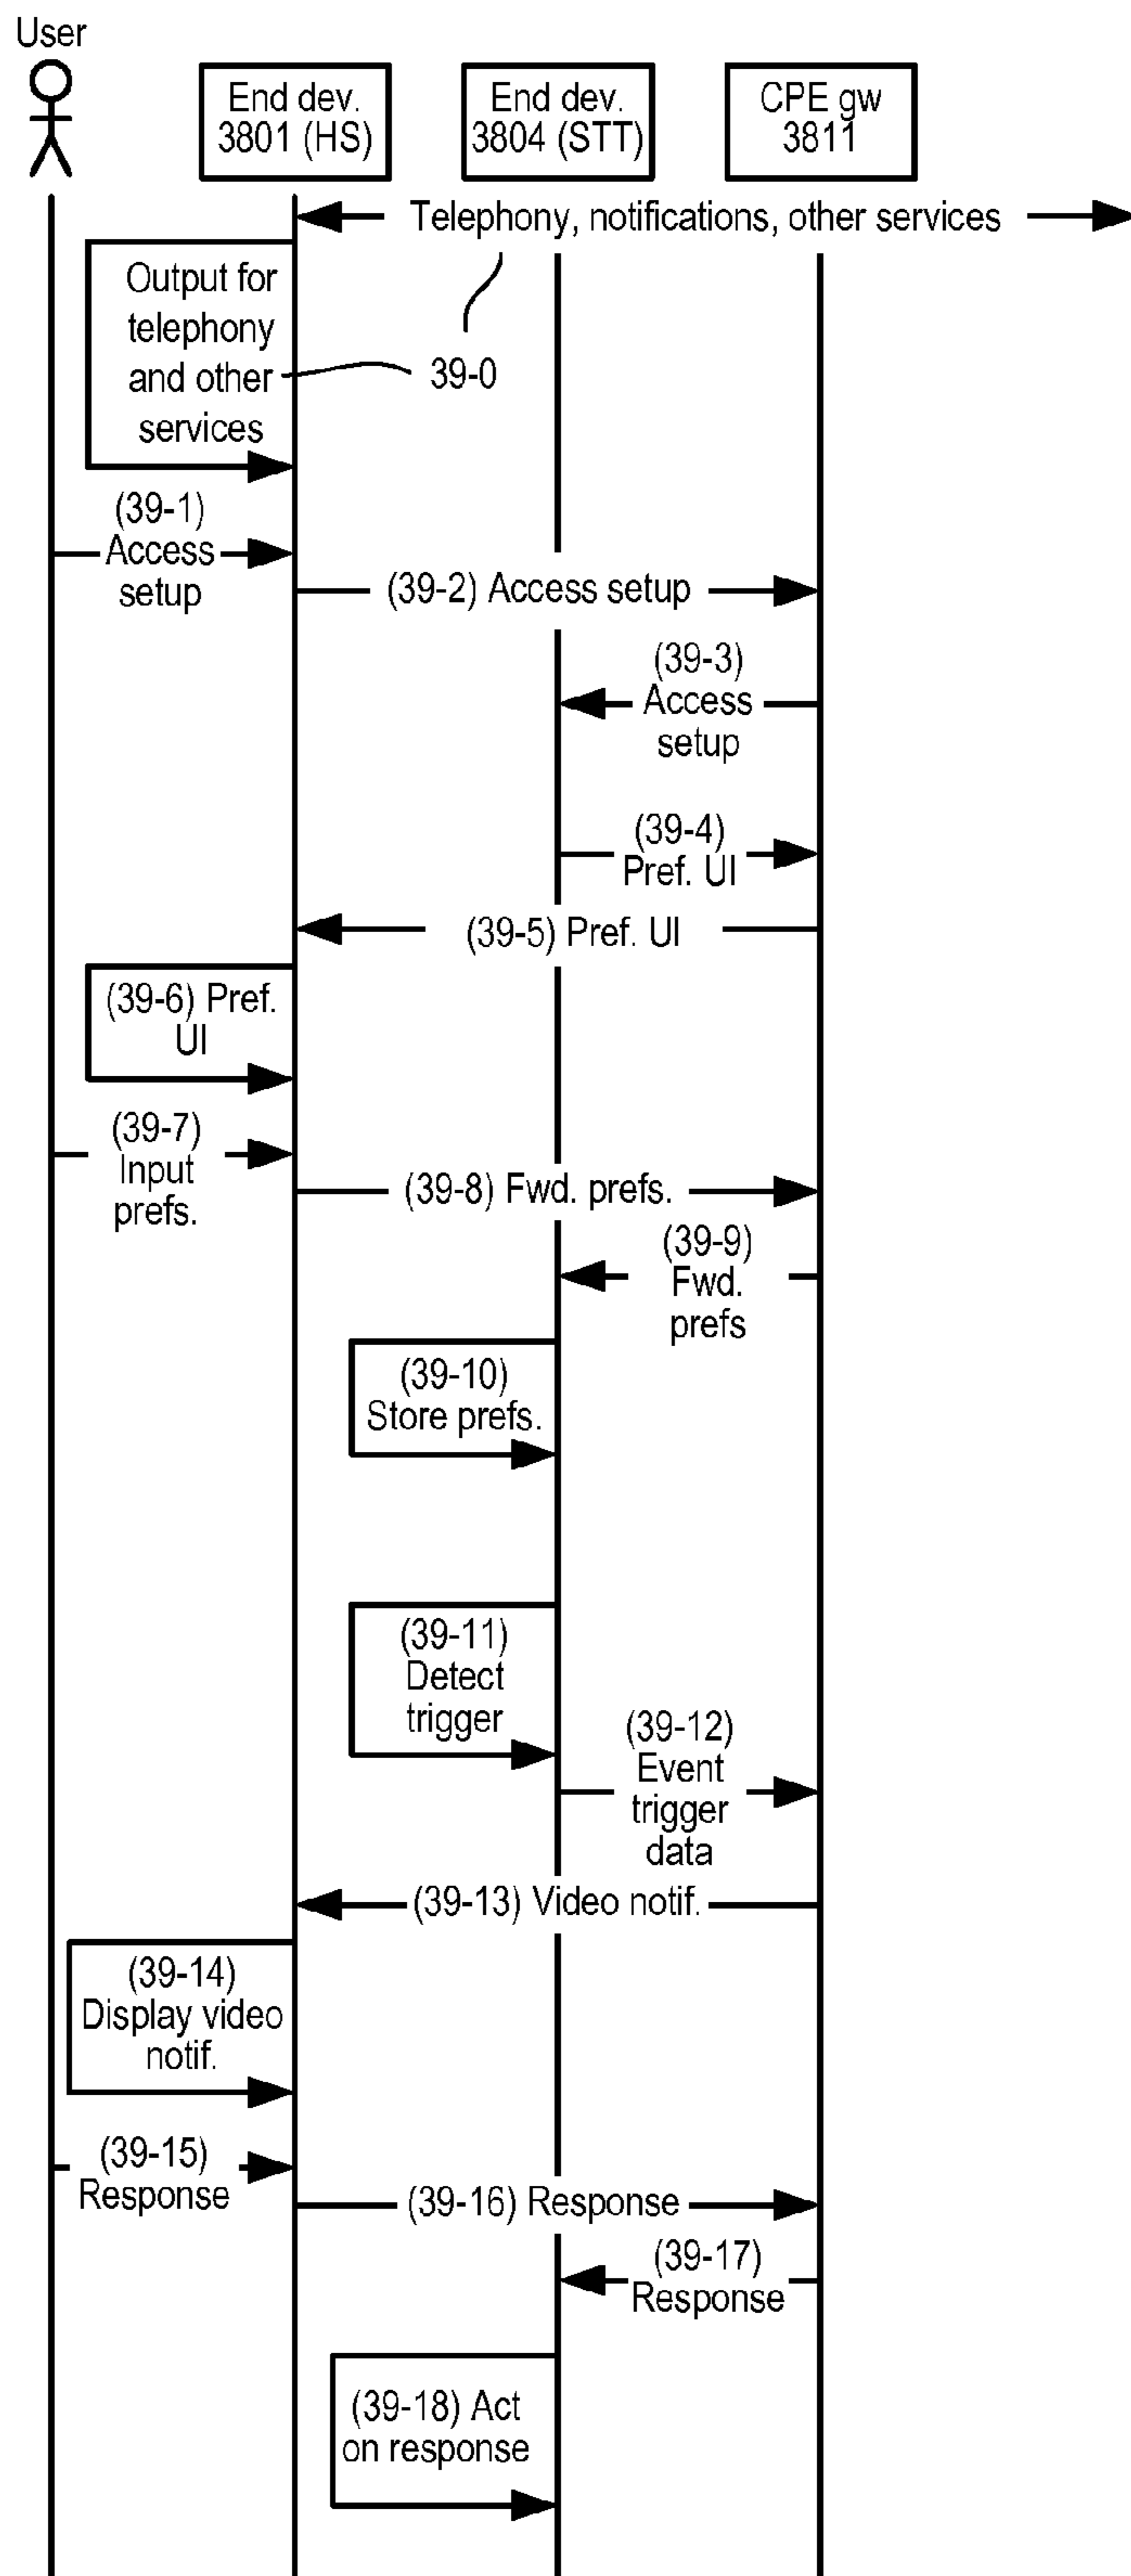 User
End dev.
3801 (HS)
End dev.
3804 (STT)
CPE gw
3811
Telephony, notifications, other services
Output for
telephony
and other
services
39-0
(39-1)
Access
setup
(39-2) Access setup
(39-3)
Access
setup
(39-4)
Pref. UI
(39-5) Pref. UI
(39-6) Pref.
UI
(39-7)
Input
prefs.
(39-8) Fwd. prefs.
(39-9)
Fwd.
prefs
(39-10)
Store prefs.
(39-11)
Detect
trigger
(39-12)
Event
trigger
data
(39-13) Video notif.
(39-14)
Display video
notif.
(39-15)
Response
(39-16) Response
(39-17)
Response
(39-18) Act
on response